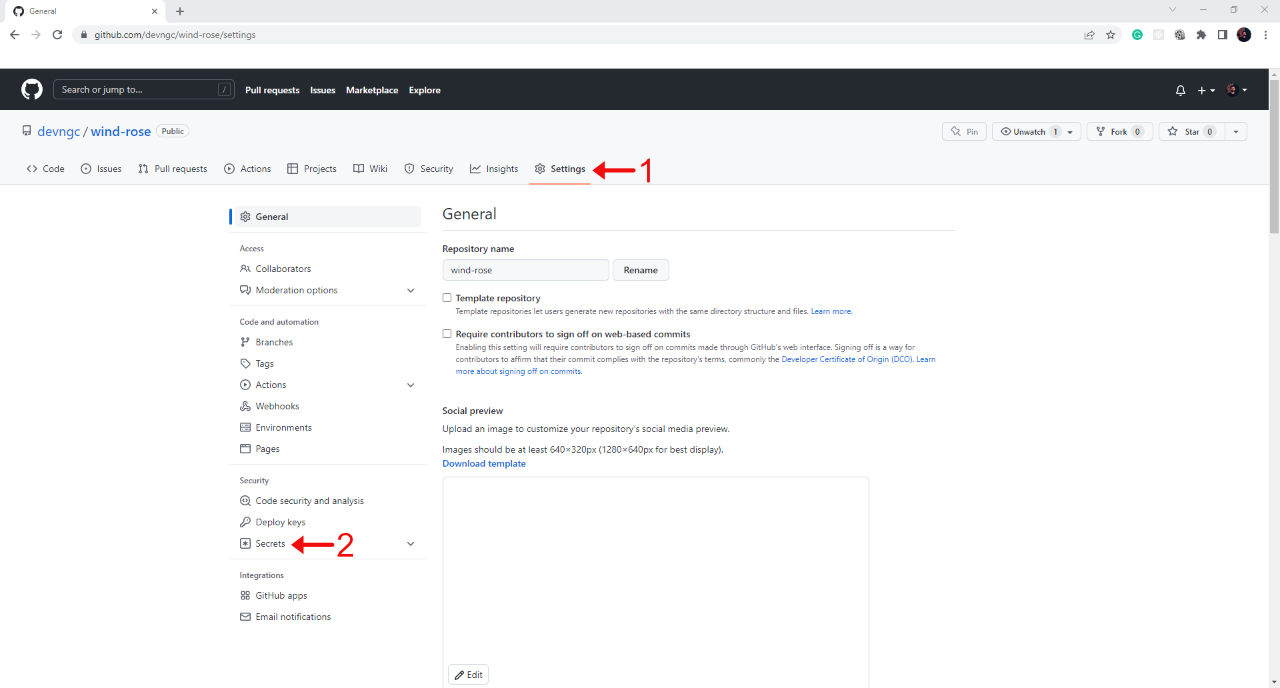 General
github.com/devngc/wind-rose/settings
Search or jump to... /
Pull requests Issues Marketplace Explore
devngc / wind-rose Public
Pin Unwatch 1 Fork 0 Star 0
Code Issues Pull requests Actions Projects Wiki Security Insights Settings 1
General
Access
Collaborators
Moderation options
Code and automation
Branches
Tags
Actions
Webhooks
Environments
Pages
Security
Code security and analysis
Deploy keys
Secrets 2
Integrations
GitHub apps
Email notifications
General
Repository name
wind-rose Rename
Template repository
Template repositories let users generate new repositories with the same directory structure and files. Learn more.
Require contributors to sign off on web-based commits
Enabling this setting will require contributors to sign off on commits made through GitHub's web interface. Signing off is a way for
contributors to affirm that their commit complies with the repository's terms, commonly the Developer Certificate of Origin (DCO). Learn
more about signing off on commits.
Social preview
Upload an image to customize your repository's social media preview.
Images should be at least 640×320px (1280×640px for best display).
Download template
Edit